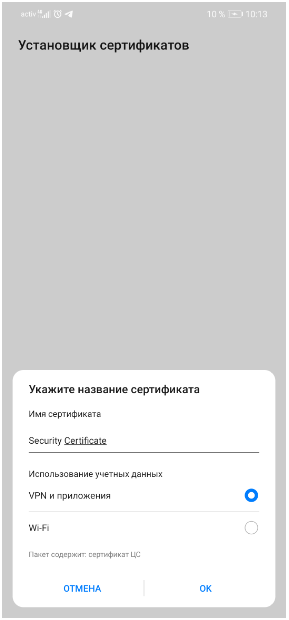 activ
10 % 10:13
Установщик сертификатов
Укажите название сертификата
Имя сертификата
Security Certificate
Использование учетных данных
VPN и приложения
Wi-Fi
Пакет содержит: сертификат ЦС
ОТМЕНА ОК